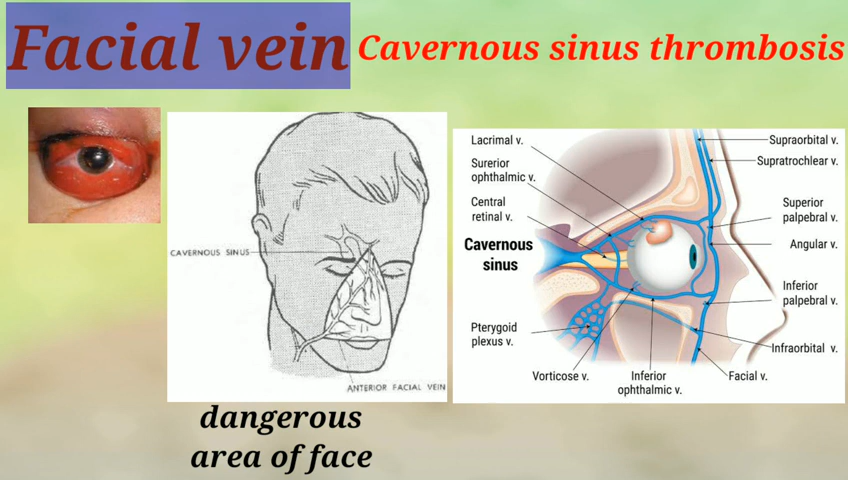 Facial vein
Cavernous sinus thrombosis
CAVERNOUS SINUS
ANTERIOR FACIAL VEIN
dangerous
area of face
Lacrimal v.
Surerior
ophthalmic v.
Central
retinal v.
Cavernous
sinus
Pterygoid
plexus v.
Vorticose v.
Inferior
ophthalmic v.
Facial v.
Supraorbital v.
Supratrochlear v.
Superior
palpebral v.
Angular v.
Inferior
palpebral v.
Infraorbital v.